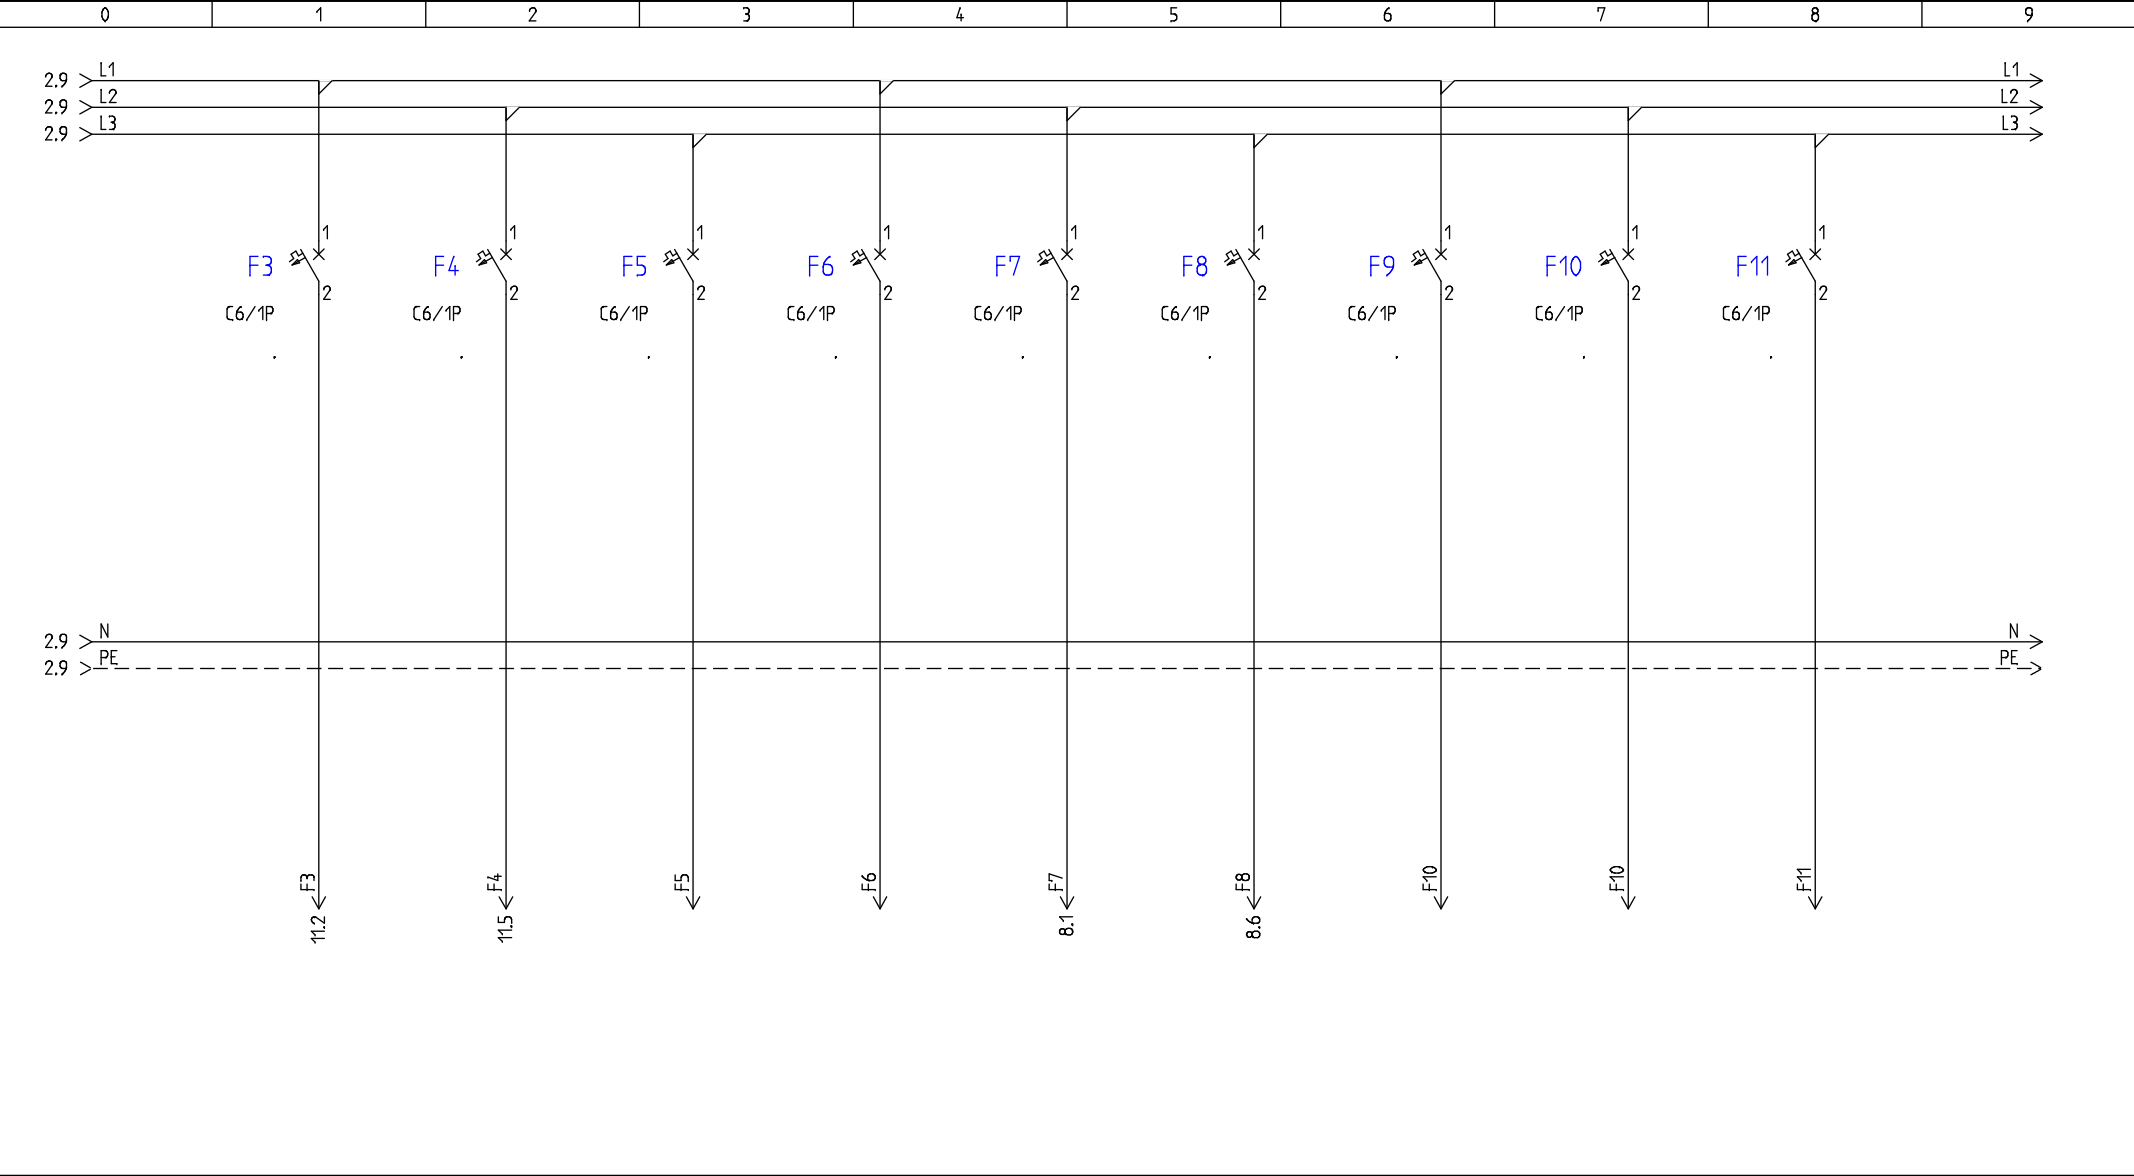 0 1 2 3 4 5 6 7 8 9
L1 L1
2.9
L2 L2
2.9
L3 L3
2.9
1 1 1 1 1 1 1 1 1
F3 F4 F5 F6 F7 F8 F9 F10 F11
2 2 2 2 2 2 2 2 2
C6/1P C6/1P C6/1P C6/1P C6/1P C6/1P C6/1P C6/1P C6/1P
. . . . . . . . .
N N
2.9
PE PE
2.9
F3 F4 F5 F6 F7 F8 F10 F10 F11
11.2 11.5 8.1 8.6